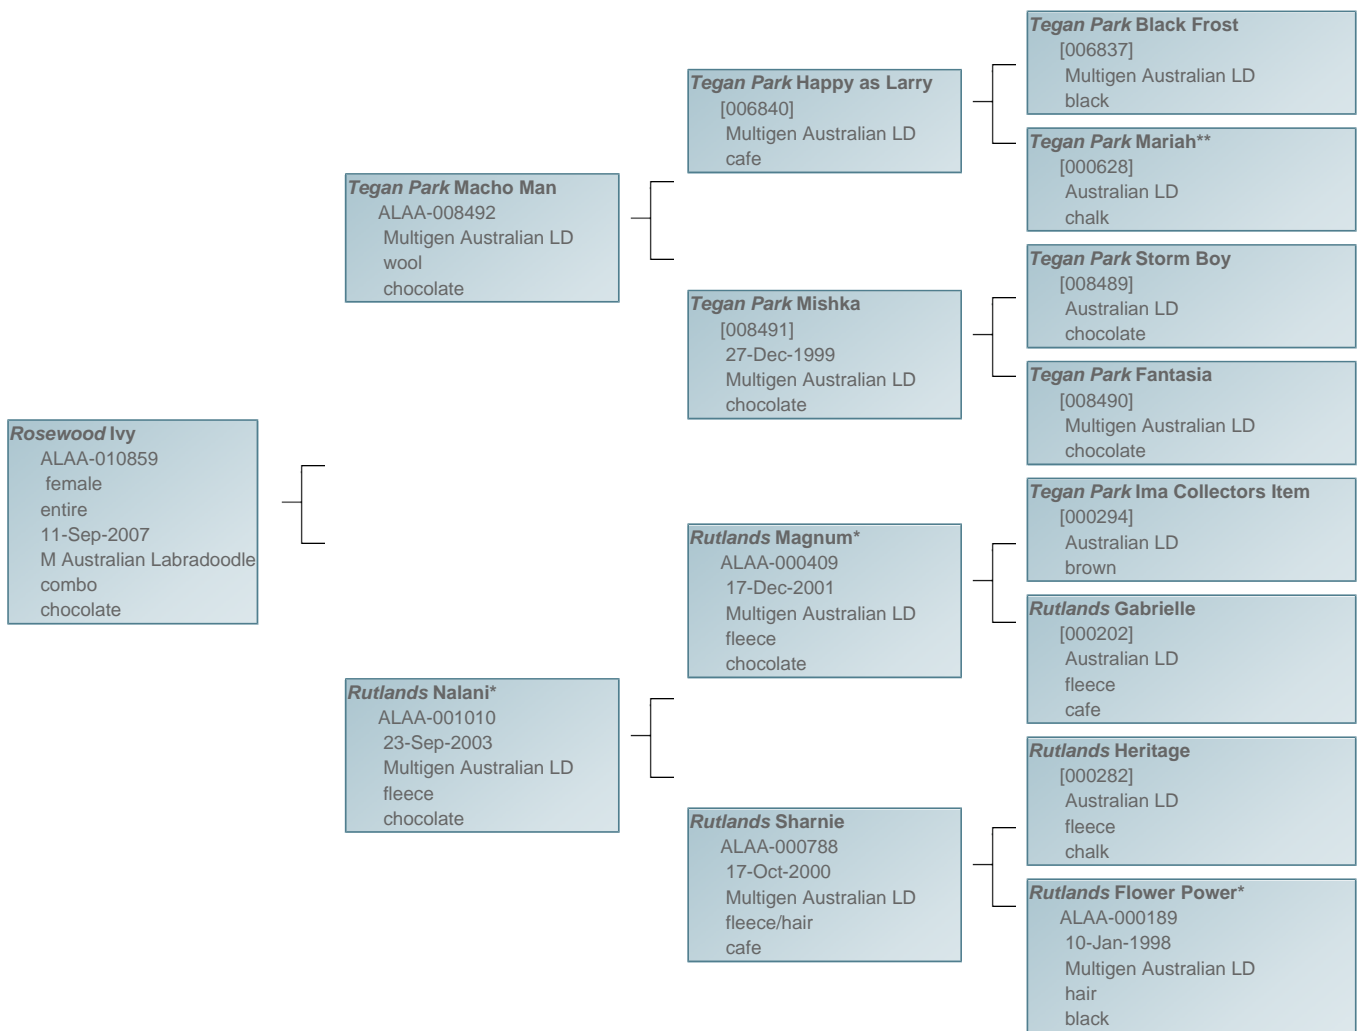 Rosewood Ivy
ALAA-010859
female
entire
11-Sep-2007
M Australian Labradoodle
combo
chocolate
Tegan Park Macho Man
ALAA-008492
Multigen Australian LD
wool
chocolate
Rutlands Nalani*
ALAA-001010
23-Sep-2003
Multigen Australian LD
fleece
chocolate
Tegan Park Happy as Larry
[006840]
Multigen Australian LD
cafe
Tegan Park Mishka
[008491]
27-Dec-1999
Multigen Australian LD
chocolate
Rutlands Magnum*
ALAA-000409
17-Dec-2001
Multigen Australian LD
fleece
chocolate
Rutlands Sharnie
ALAA-000788
17-Oct-2000
Multigen Australian LD
fleece/hair
cafe
Tegan Park Black Frost
[006837]
Multigen Australian LD
black
Tegan Park Mariah**
[000628]
Australian LD
chalk
Tegan Park Storm Boy
[008489]
Australian LD
chocolate
Tegan Park Fantasia
[008490]
Multigen Australian LD
chocolate
Tegan Park Ima Collectors Item
[000294]
Australian LD
brown
Rutlands Gabrielle
[000202]
Australian LD
fleece
cafe
Rutlands Heritage
[000282]
Australian LD
fleece
chalk
Rutlands Flower Power*
ALAA-000189
10-Jan-1998
Multigen Australian LD
hair
black